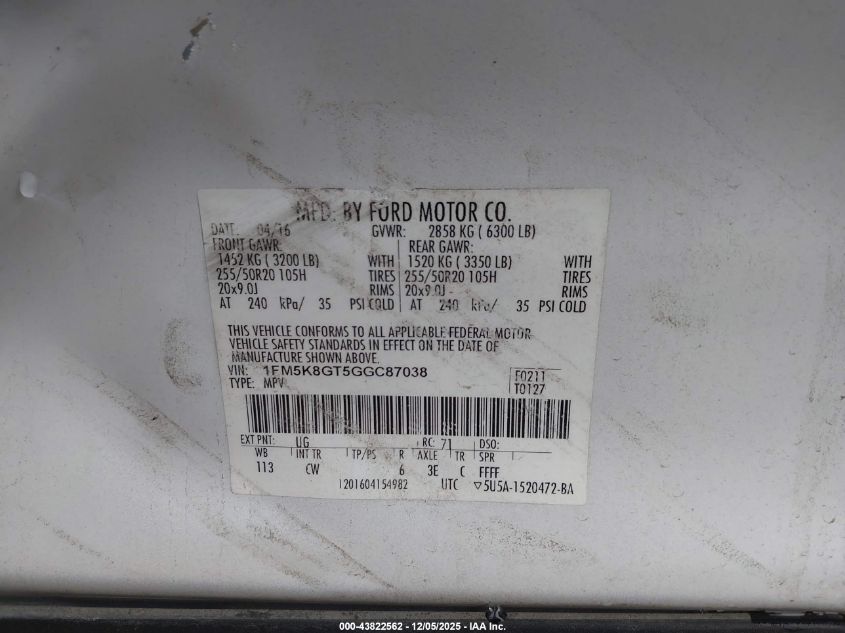 MFD. BY FORD MOTOR CO.
DATE: 04/16 GVWR: 2858 KG ( 6300 LB)
FRONT GAWR: REAR GAWR:
1452 KG ( 3200 LB) WITH 1520 KG ( 3350 LB) WITH
255/50R20 105H TIRES 255/50R20 105H TIRES
20x9.0J RIMS 20x9.0J RIMS
AT 240 kPa/ 35 PSI COLD AT 240 kPa/ 35 PSI COLD
THIS VEHICLE CONFORMS TO ALL APPLICABLE FEDERAL MOTOR
VEHICLE SAFETY STANDARDS IN EFFECT ON THE DATE OF
MANUFACTURE SHOWN ABOVE.
VIN: 1FM5K8GT5GGC87038 F0211
TYPE: MPV T0127
EXT PNT: UG RC: 71 DSO:
WB INT TR TP/PS R AXLE TR SPR
113 CW 6 3E C FFFF
1201604154982 UTC ▽5U5A-1520472-BA
000-43822562 - 12/05/2025 - IAA Inc.